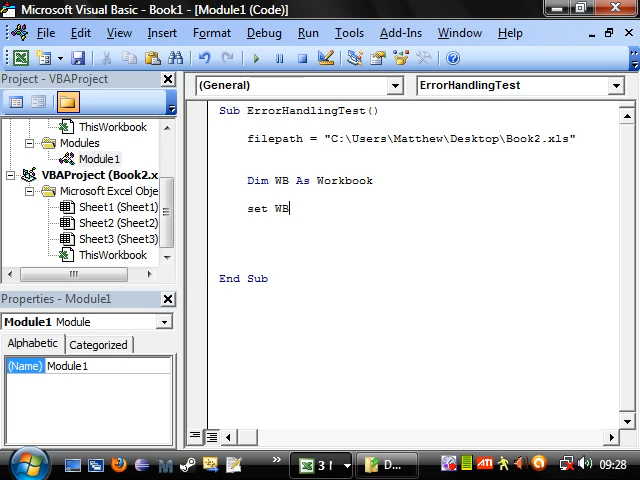 Microsoft Visual Basic - Book1 - [Module1 (Code)]
File Edit View Insert Format Debug Run Tools Add-Ins Window Help
Project - VBAProject
(General)
ErrorHandlingTest
ThisWorkbook
Modules
Module1
VBAProject (Book2.x
Microsoft Excel Obje
Sheet1 (Sheet1)
Sheet2 (Sheet2)
Sheet3 (Sheet3)
ThisWorkbook
Sub ErrorHandlingTest()
filepath = "C:\Users\Matthew\Desktop\Book2.xls"
Dim WB As Workbook
set WB
End Sub
Properties - Module1
Module1 Module
Alphabetic Categorized
(Name) Module1
3 I
D...
ATI
09:28